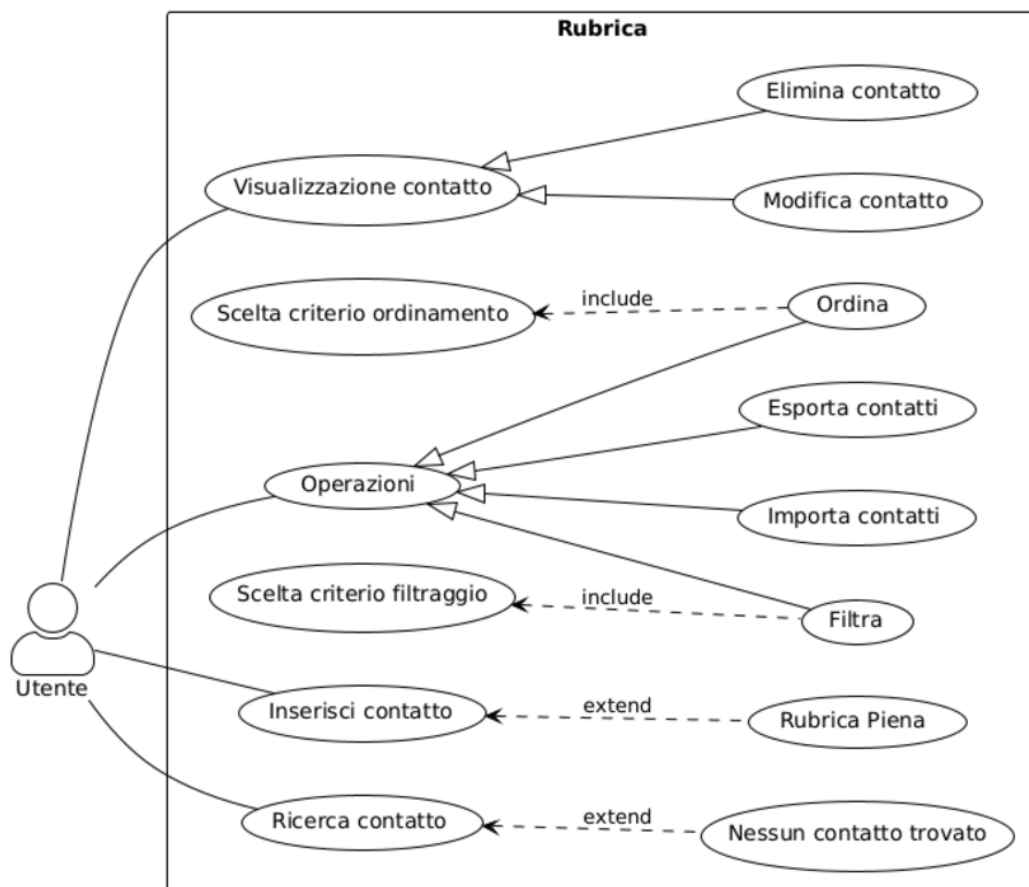 Rubrica
Elimina contatto
Visualizzazione contatto
Modifica contatto
include
Ordina
Scelta criterio ordinamento
Esporta contatti
Operazioni
Importa contatti
Scelta criterio filtraggio
include
Filtra
Utente
Inserisci contatto
extend
Rubrica Piena
Ricerca contatto
extend
Nessun contatto trovato